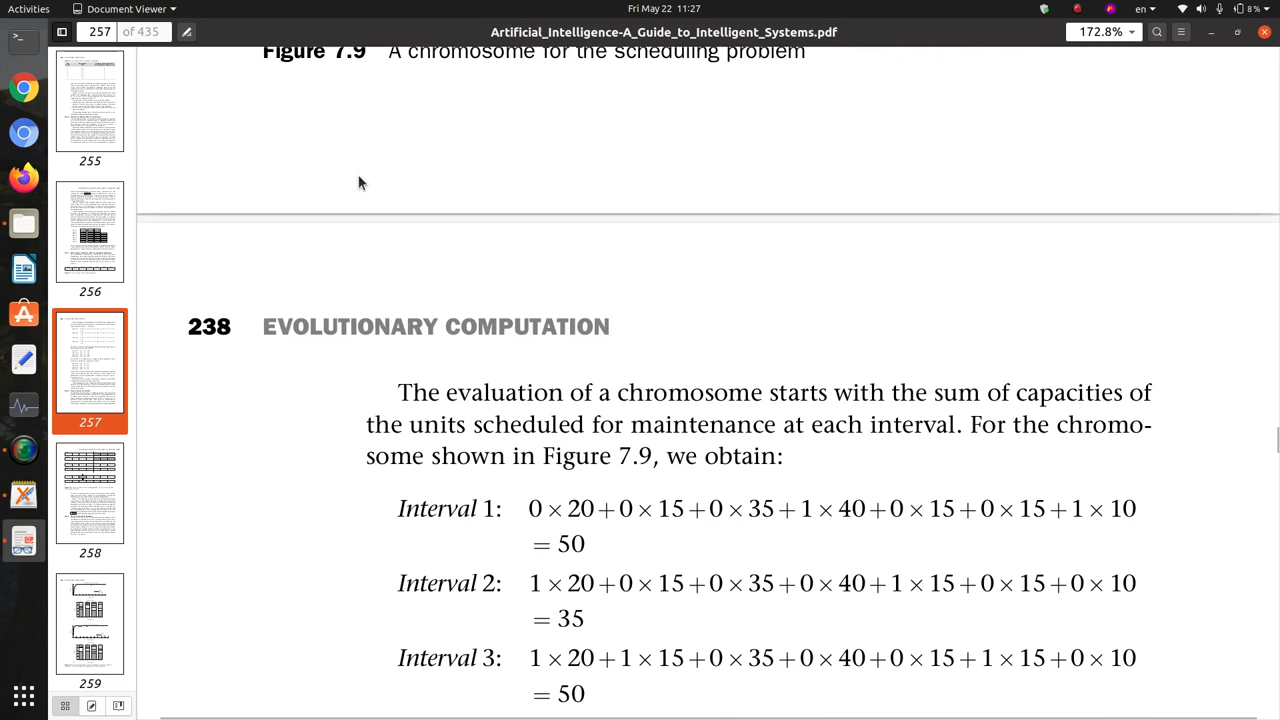 Activities
Document Viewer
Fri May 22 11:27
en
8 %
257 of 435
Artificial_Intelligence-A_Guide_to_Intelligent_Systems.pdf
172.8%
255
256
257
258
259
Figure 7.9 A chromosome for the scheduling problem
238 EVOLUTIONARY COMPUTATION
The evaluation of a chromosome starts with the sum of capacities of
the units scheduled for maintenance at each interval. For the chromo-
some shown in Figure 7.9, we obtain:
Interval 1: 0 × 20 + 0 × 15 + 0 × 35 + 1 × 40 + 0 × 15 + 0 × 15 + 1 × 10
= 50
Interval 2: 1 × 20 + 0 × 15 + 0 × 35 + 0 × 40 + 1 × 15 + 0 × 15 + 0 × 10
= 35
Interval 3: 1 × 20 + 1 × 15 + 0 × 35 + 0 × 40 + 0 × 15 + 1 × 15 + 0 × 10
= 50